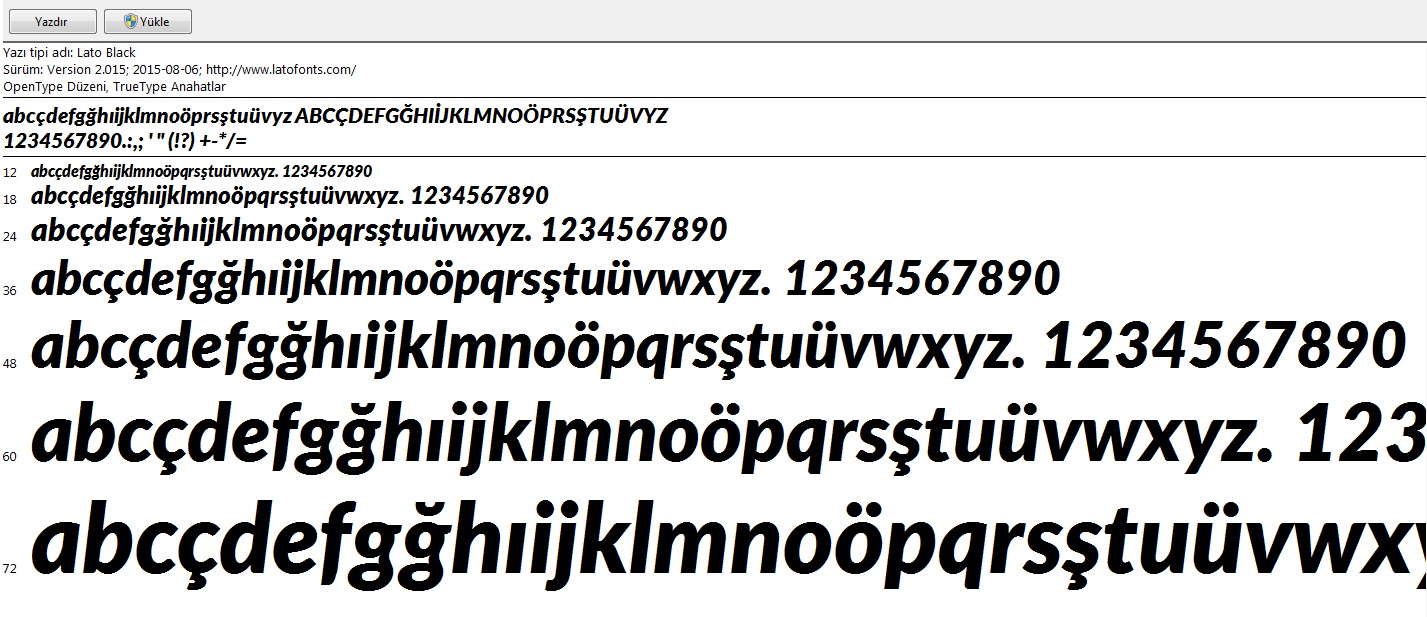 Yazdır Yükle
Yazı tipi adı: Lato Black
Sürüm: Version 2.015; 2015-08-06; http://www.latofonts.com/
OpenType Düzeni, TrueType Anahatlar
abcçdefgğhıijklmnoöprsştuüvyz ABCÇDEFGĞHIİJKLMNOÖPRSŞTUÜVYZ
1234567890.:,; ' " (!?) +-*/=
12 abcçdefgğhıijklmnoöpqrsştuüvwxyz. 1234567890
18 abcçdefgğhıijklmnoöpqrsştuüvwxyz. 1234567890
24 abcçdefgğhıijklmnoöpqrsştuüvwxyz. 1234567890
36 abcçdefgğhıijklmnoöpqrsştuüvwxyz. 1234567890
48 abcçdefgğhıijklmnoöpqrsştuüvwxyz. 1234567890
60 abcçdefgğhıijklmnoöpqrsştuüvwxyz. 123
72 abcçdefgğhıijklmnoöpqrsştuüvwxy